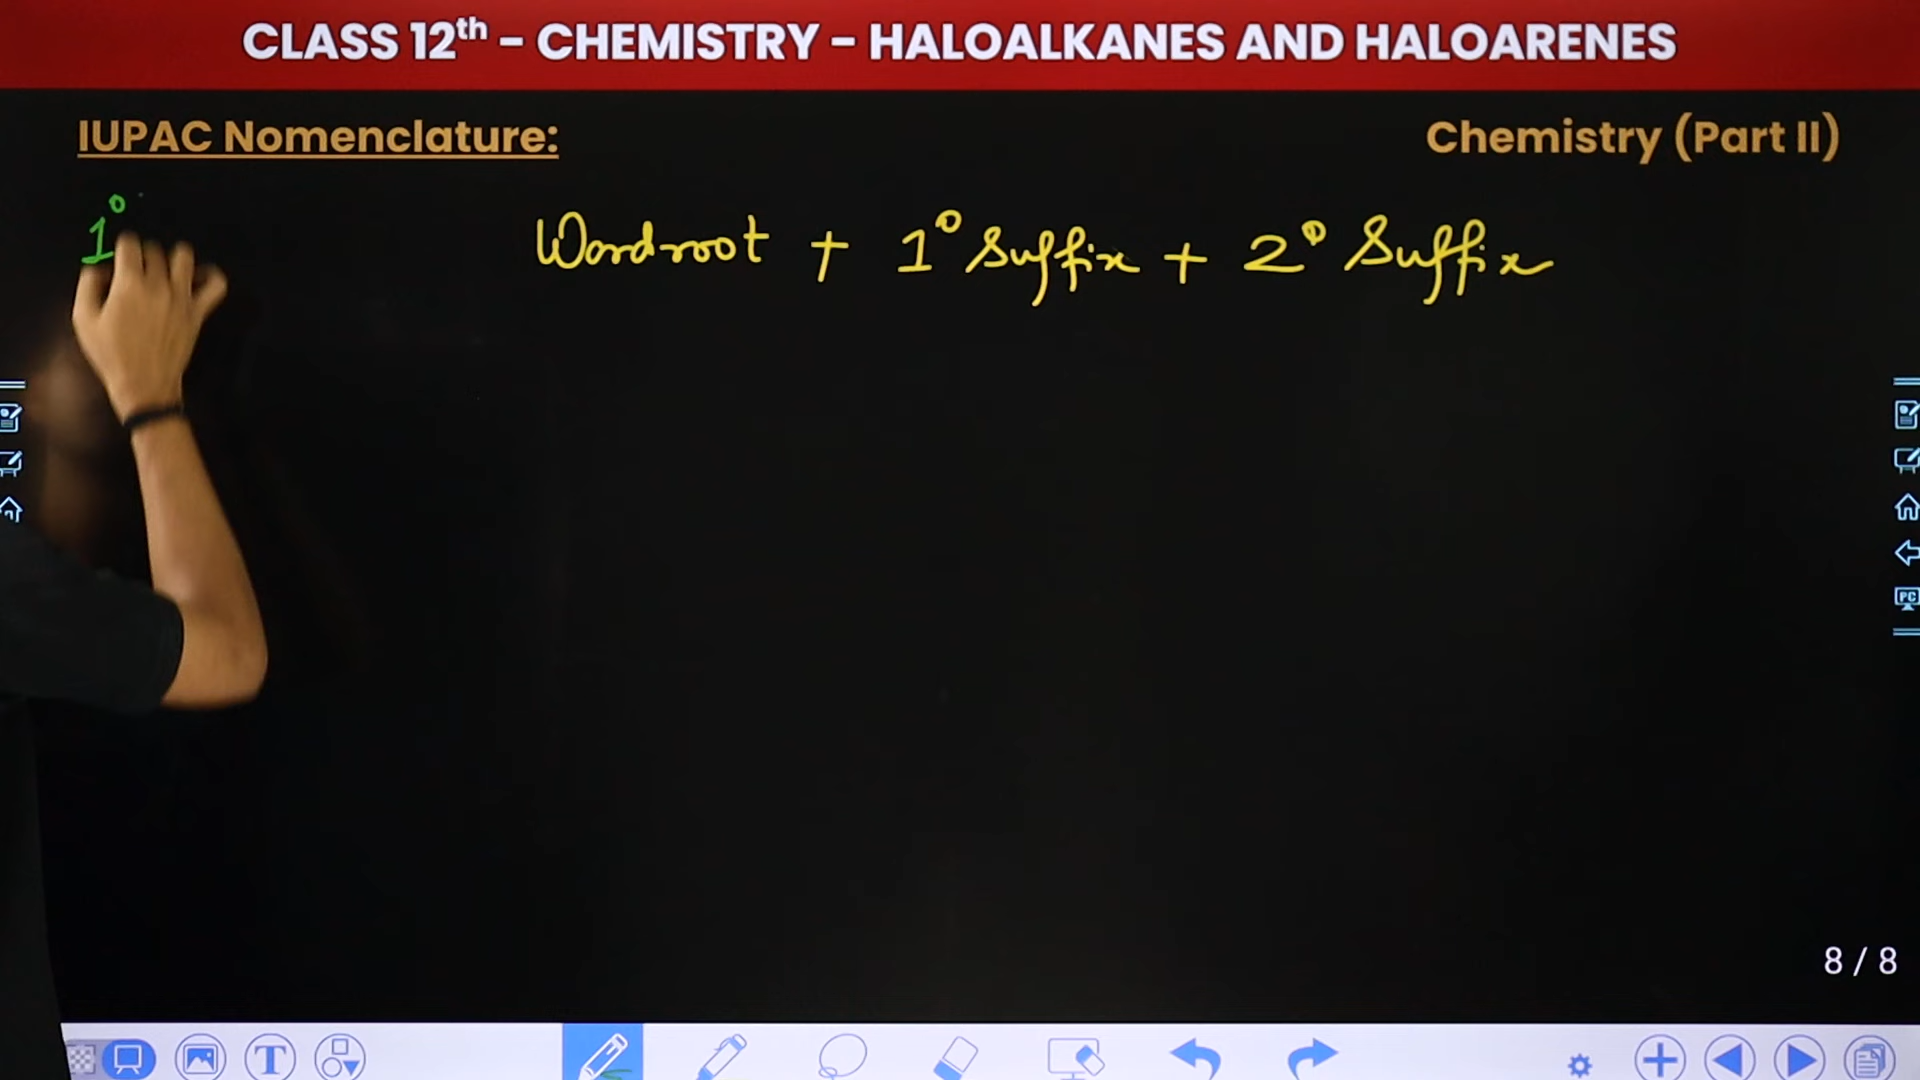 CLASS 12th - CHEMISTRY - HALOALKANES AND HALOARENES
IUPAC Nomenclature:
Chemistry (Part II)
1°
Wordroot + 1° Suffix + 2° Suffix
PC
8 / 8
T